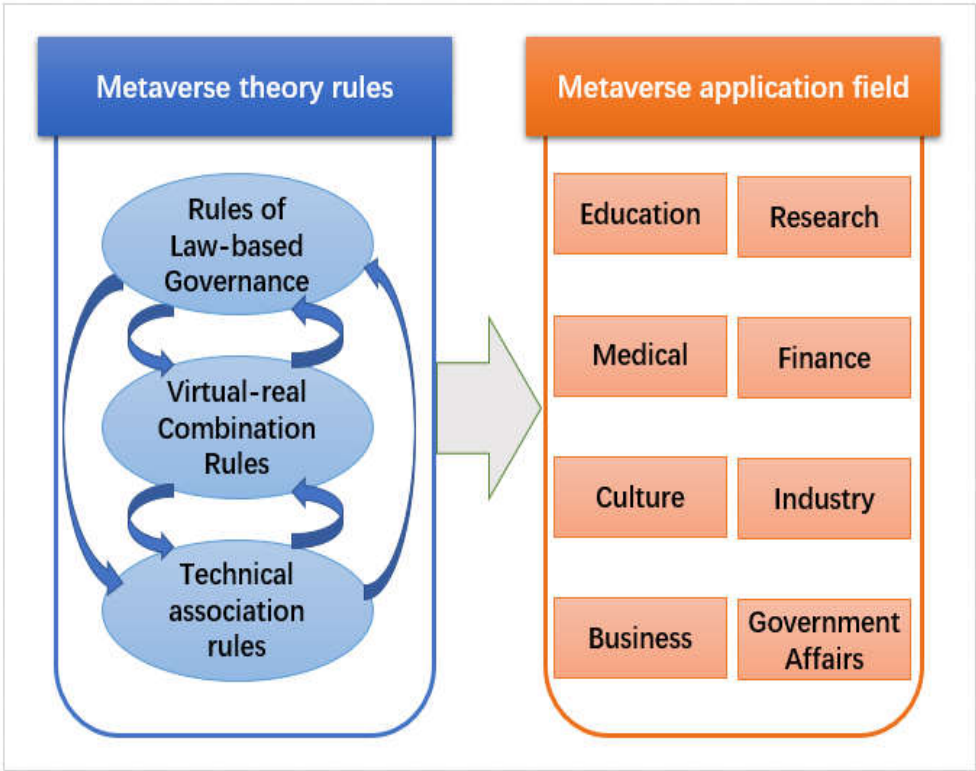 Metaverse theory rules
Metaverse application field
Rules of
Law-based
Governance
Virtual-real
Combination
Rules
Technical
association
rules
Education
Research
Medical
Finance
Culture
Industry
Business
Government
Affairs